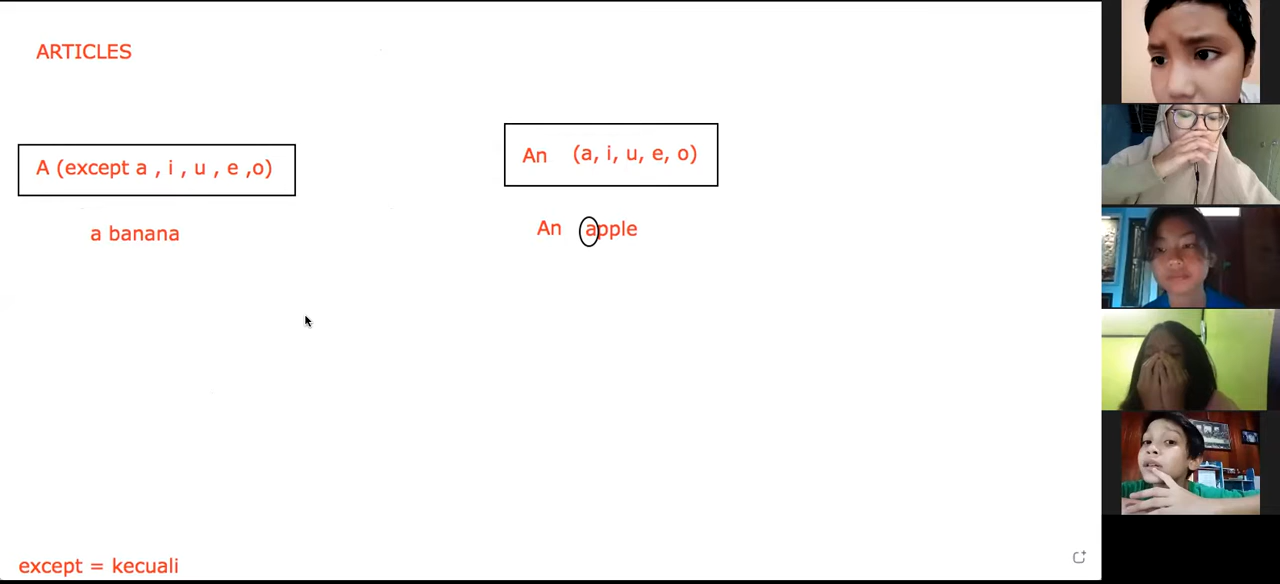 ARTICLES
A (except a , i , u , e ,o)
a banana
An (a, i, u, e, o)
An apple
except = kecuali